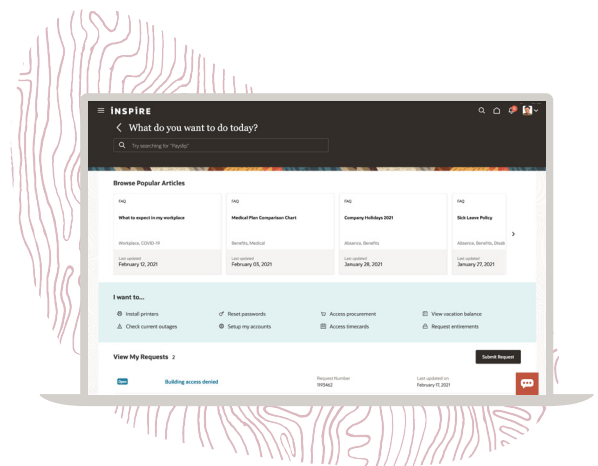 iNSPiRE
What do you want to do today?
Try searching for "Payslip"
Browse Popular Articles
FAQ FAQ FAQ FAQ
What to expect in my workplace Medical Plan Comparison Chart Company Holidays 2021 Sick Leave Policy
Workplace, COVID-19 Benefits, Medical Absence, Benefits Absence, Benefits, Disab
Last updated Last updated Last updated Last updated
February 12, 2021 February 05, 2021 January 28, 2021 January 27, 2021
I want to...
Install printers Reset passwords Access procurement View vacation balance
Check current outages Setup my accounts Access timecards Request entirements
View My Requests 2 Submit Request
Open Building access denied Request Number Last updated on
1193462 February 17, 2021